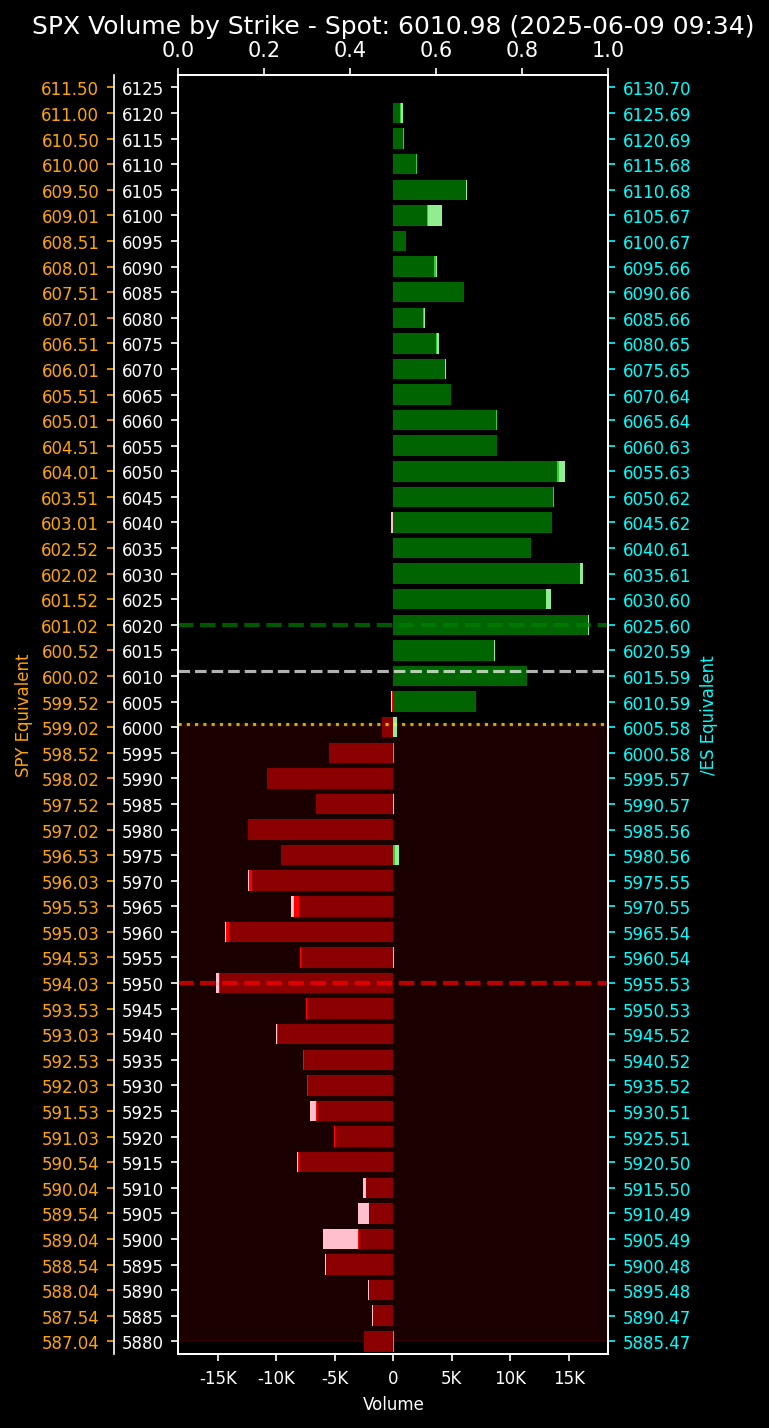 SPX Volume by Strike - Spot: 6010.98 (2025-06-09 09:34)
0.0 0.2 0.4 0.6 0.8 1.0
611.50 6125 6130.70
611.00 6120 6125.69
610.50 6115 6120.69
610.00 6110 6115.68
609.50 6105 6110.68
609.01 6100 6105.67
608.51 6095 6100.67
608.01 6090 6095.66
607.51 6085 6090.66
607.01 6080 6085.66
606.51 6075 6080.65
606.01 6070 6075.65
605.51 6065 6070.64
605.01 6060 6065.64
604.51 6055 6060.63
604.01 6050 6055.63
603.51 6045 6050.62
603.01 6040 6045.62
602.52 6035 6040.61
602.02 6030 6035.61
601.52 6025 6030.60
601.02 6020 6025.60
600.52 6015 6020.59
600.02 6010 6015.59
599.52 6005 6010.59
599.02 6000 6005.58
598.52 5995 6000.58
598.02 5990 5995.57
597.52 5985 5990.57
597.02 5980 5985.56
596.53 5975 5980.56
596.03 5970 5975.55
595.53 5965 5970.55
595.03 5960 5965.54
594.53 5955 5960.54
594.03 5950 5955.53
593.53 5945 5950.53
593.03 5940 5945.52
592.53 5935 5940.52
592.03 5930 5935.52
591.53 5925 5930.51
591.03 5920 5925.51
590.54 5915 5920.50
590.04 5910 5915.50
589.54 5905 5910.49
589.04 5900 5905.49
588.54 5895 5900.48
588.04 5890 5895.48
587.54 5885 5890.47
587.04 5880 5885.47
SPY Equivalent
/ES Equivalent
-15K -10K -5K 0 5K 10K 15K
Volume